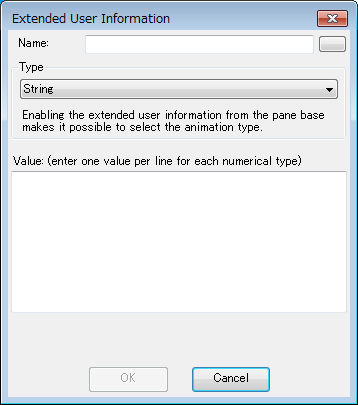 Extended User Information
Name:
Type
String
Enabling the extended user information from the pane base
makes it possible to select the animation type.
Value: (enter one value per line for each numerical type)
OK
Cancel